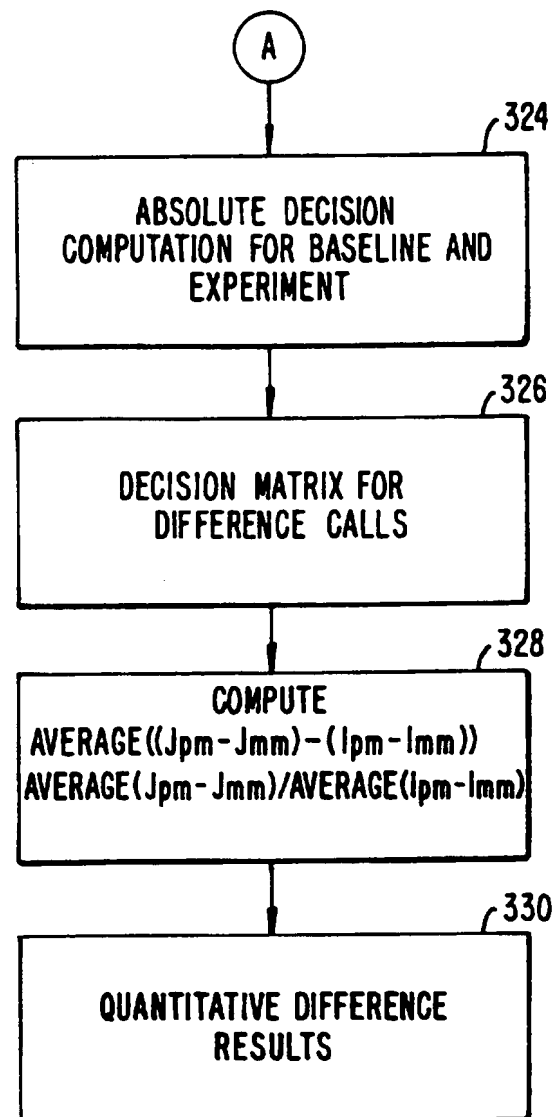 A
324
ABSOLUTE DECISION
COMPUTATION FOR BASELINE AND
EXPERIMENT
326
DECISION MATRIX FOR
DIFFERENCE CALLS
328
COMPUTE
AVERAGE((Jpm-Jmm)-(Ipm-Imm))
AVERAGE(Jpm-Jmm)/AVERAGE(Ipm-Imm)
330
QUANTITATIVE DIFFERENCE
RESULTS